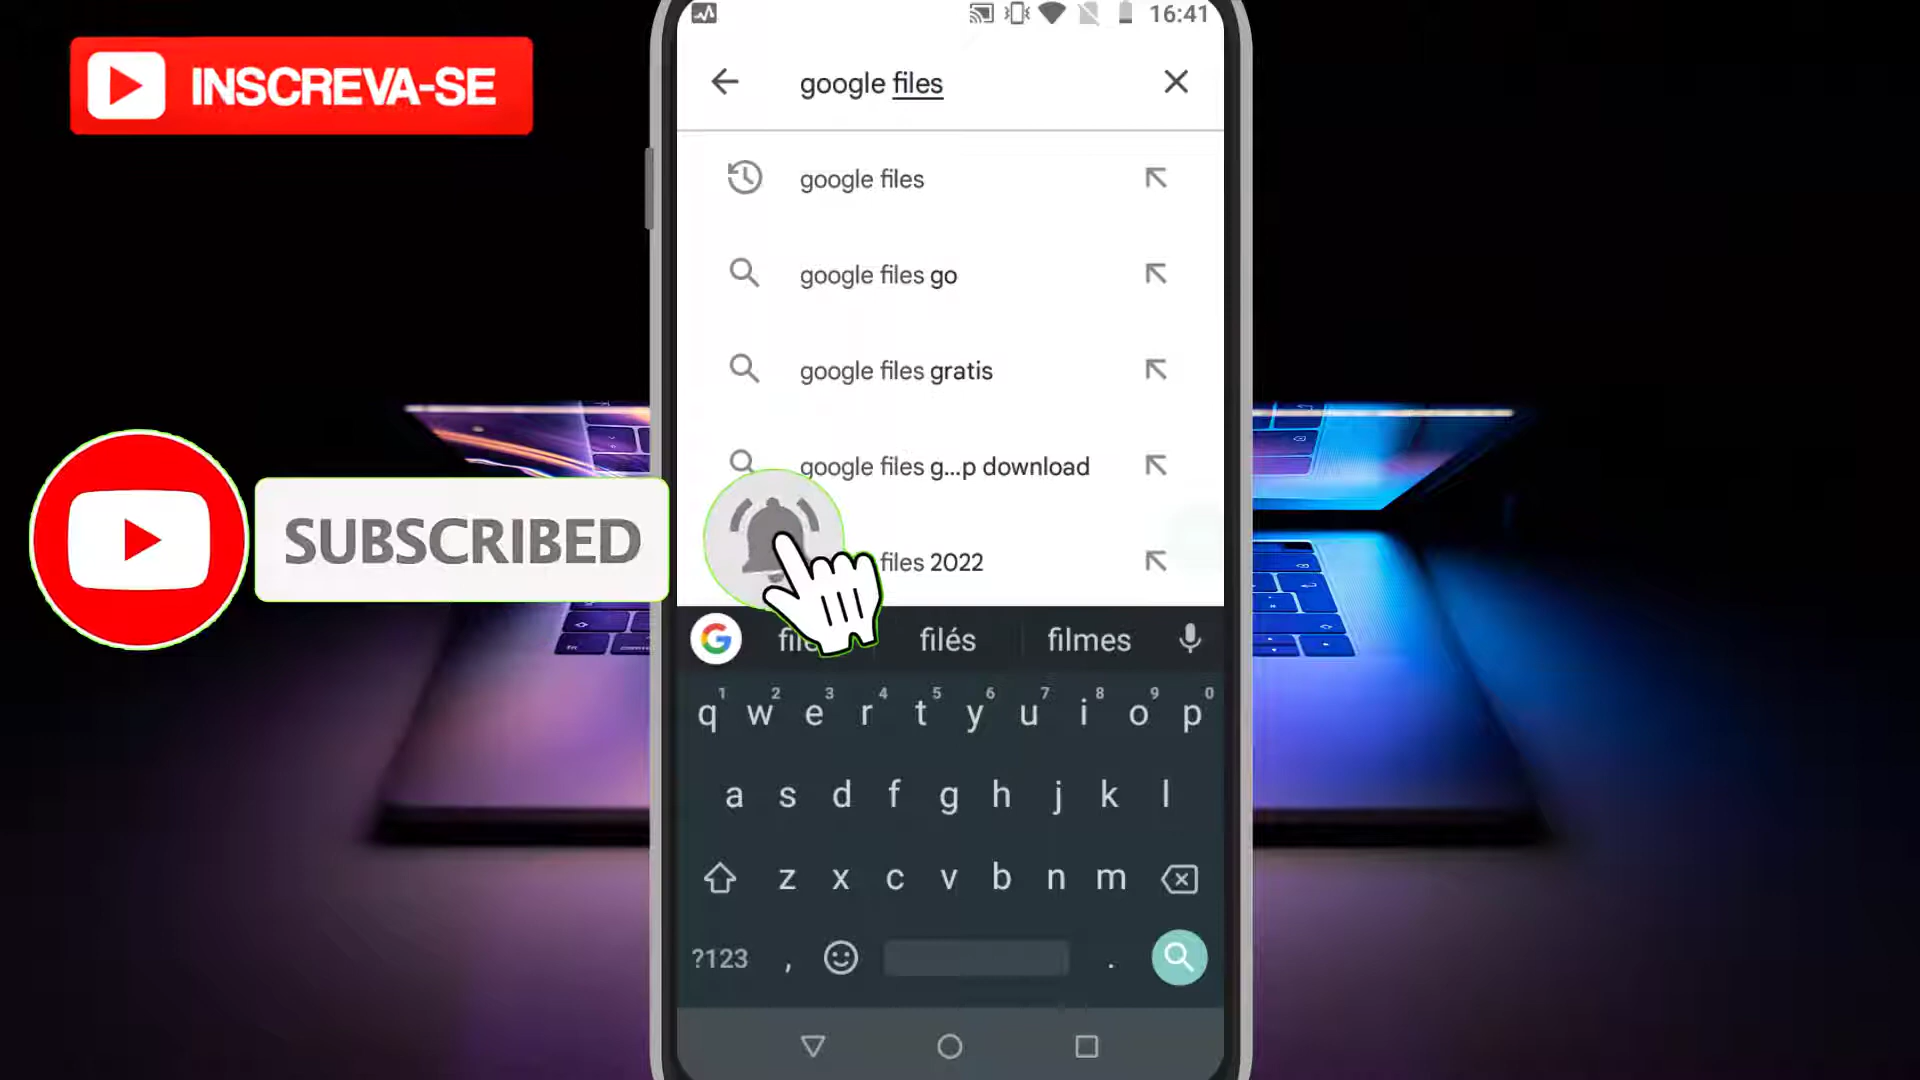 16:41
INSCREVA-SE
google files
google files
google files go
google files gratis
google files g...p download
SUBSCRIBED
files 2022
filés
filmes
1 2 3 4 5 6 7 8 9 0
q w e r t y u i o p
a s d f g h j k l
z x c v b n m
?123 , .